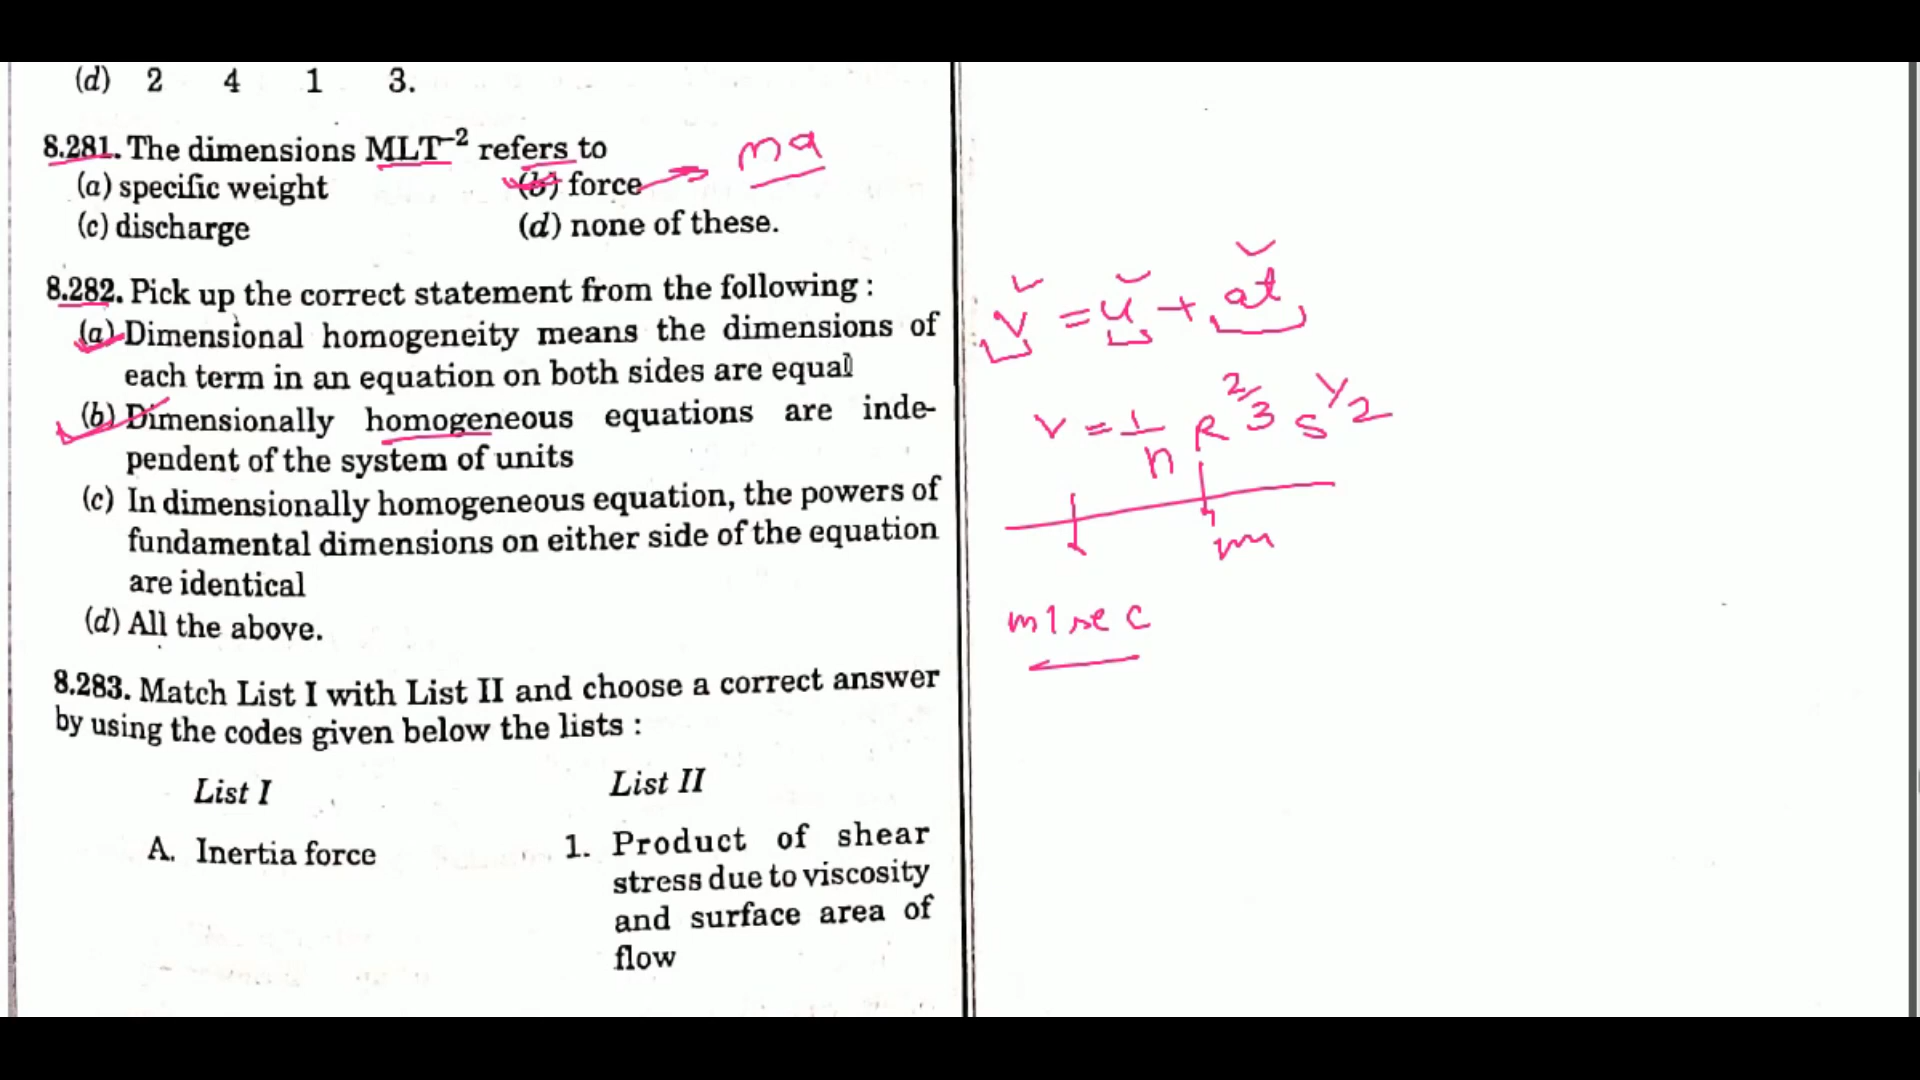 (d) 2 4 1 3.
8.281. The dimensions MLT⁻² refers to
(a) specific weight (b) force → ma
(c) discharge (d) none of these.
8.282. Pick up the correct statement from the following :
(a) Dimensional homogeneity means the dimensions of
each term in an equation on both sides are equal
(b) Dimensionally homogeneous equations are inde-
pendent of the system of units
(c) In dimensionally homogeneous equation, the powers of
fundamental dimensions on either side of the equation
are identical
(d) All the above.
8.283. Match List I with List II and choose a correct answer
by using the codes given below the lists :
List I List II
A. Inertia force 1. Product of shear
stress due to viscosity
and surface area of
flow
v = u + at
v = 1/n R^2/3 S^1/2
m
m/sec